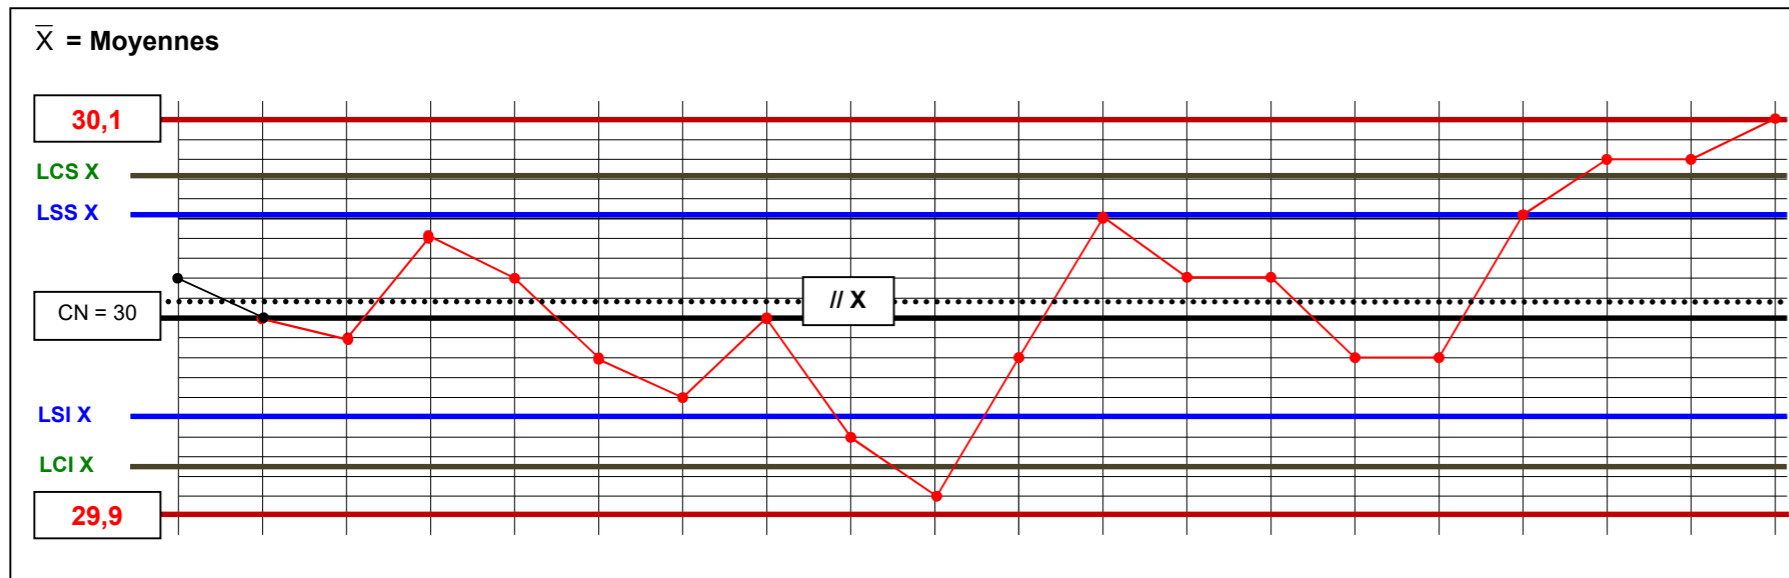 X̅ = Moyennes
30,1
LCS X
LSS X
// X
CN = 30
LSI X
LCI X
29,9